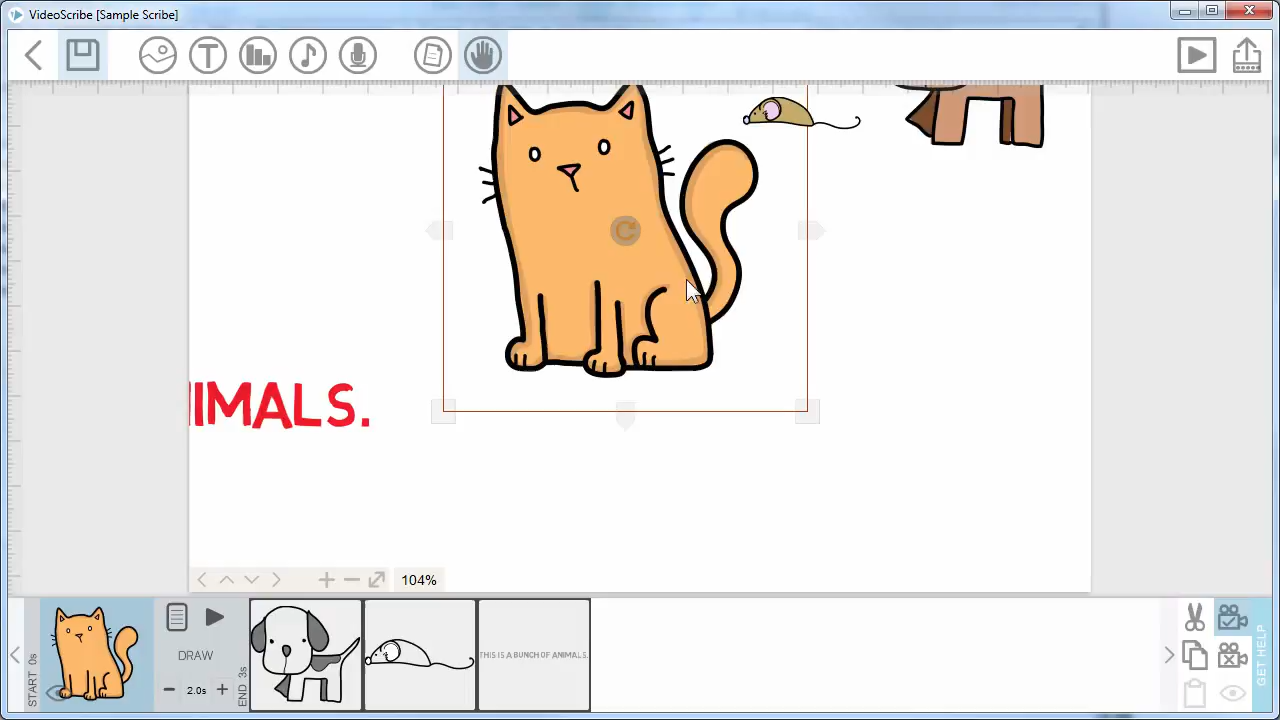 VideoScribe [Sample Scribe]
IMALS.
104%
START 0s
DRAW
2.0s
END 3s
THIS IS A BUNCH OF ANIMALS.
GET HELP